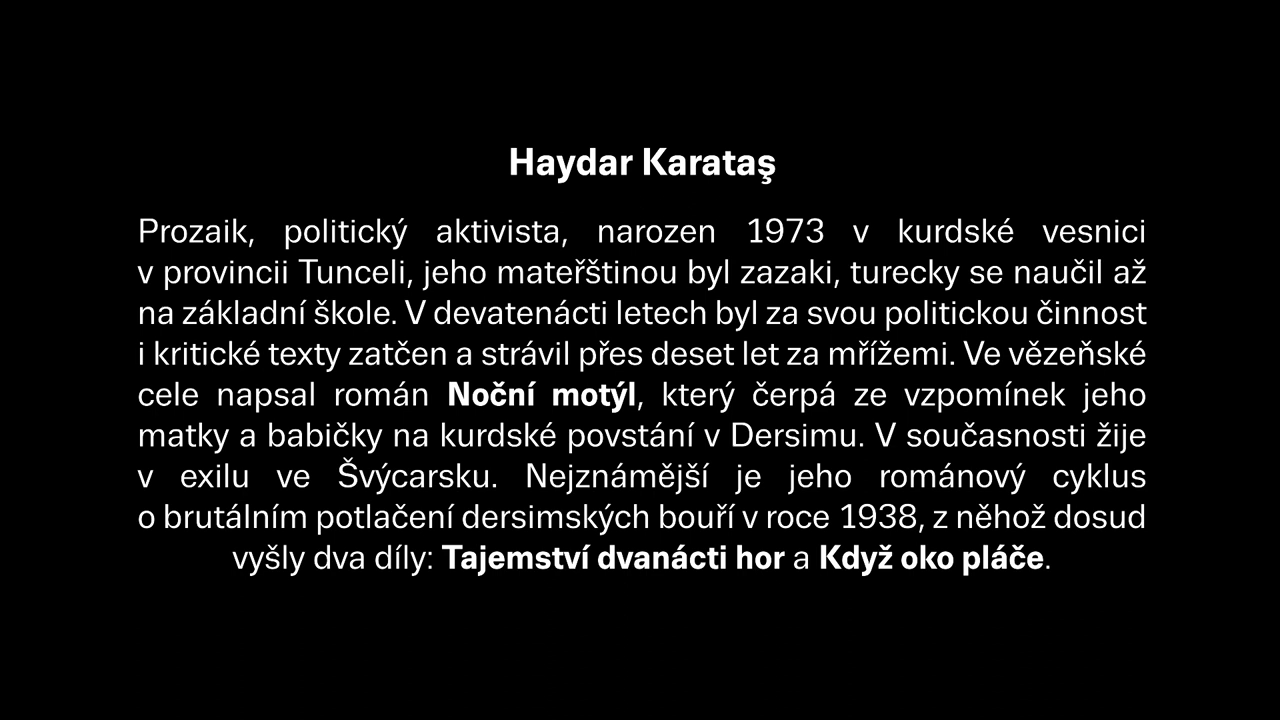 Haydar Karataş
Prozaik, politický aktivista, narozen 1973 v kurdské vesnici
v provincii Tunceli, jeho mateřštinou byl zazaki, turecky se naučil až
na základní škole. V devatenácti letech byl za svou politickou činnost
i kritické texty zatčen a strávil přes deset let za mřížemi. Ve vězeňské
cele napsal román Noční motýl, který čerpá ze vzpomínek jeho
matky a babičky na kurdské povstání v Dersimu. V současnosti žije
v exilu ve Švýcarsku. Nejznámější je jeho románový cyklus
o brutálním potlačení dersimských bouří v roce 1938, z něhož dosud
vyšly dva díly: Tajemství dvanácti hor a Když oko pláče.